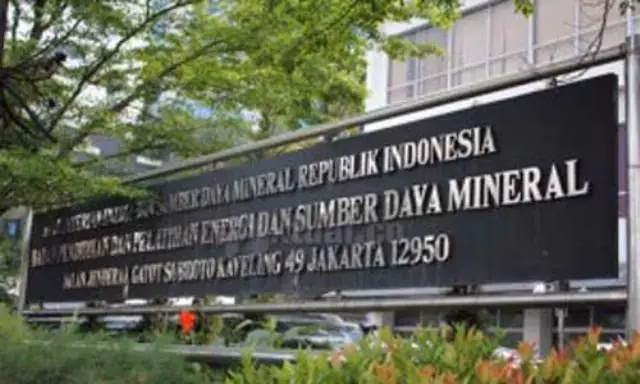 SUMBER DAYA MINERAL REPUBLIK INDONESIA
BADAN PENDIDIKAN DAN PELATIHAN ENERGI DAN SUMBER DAYA MINERAL
JALAN JENDERAL GATOT SUBROTO KAVELING 49 JAKARTA 12950